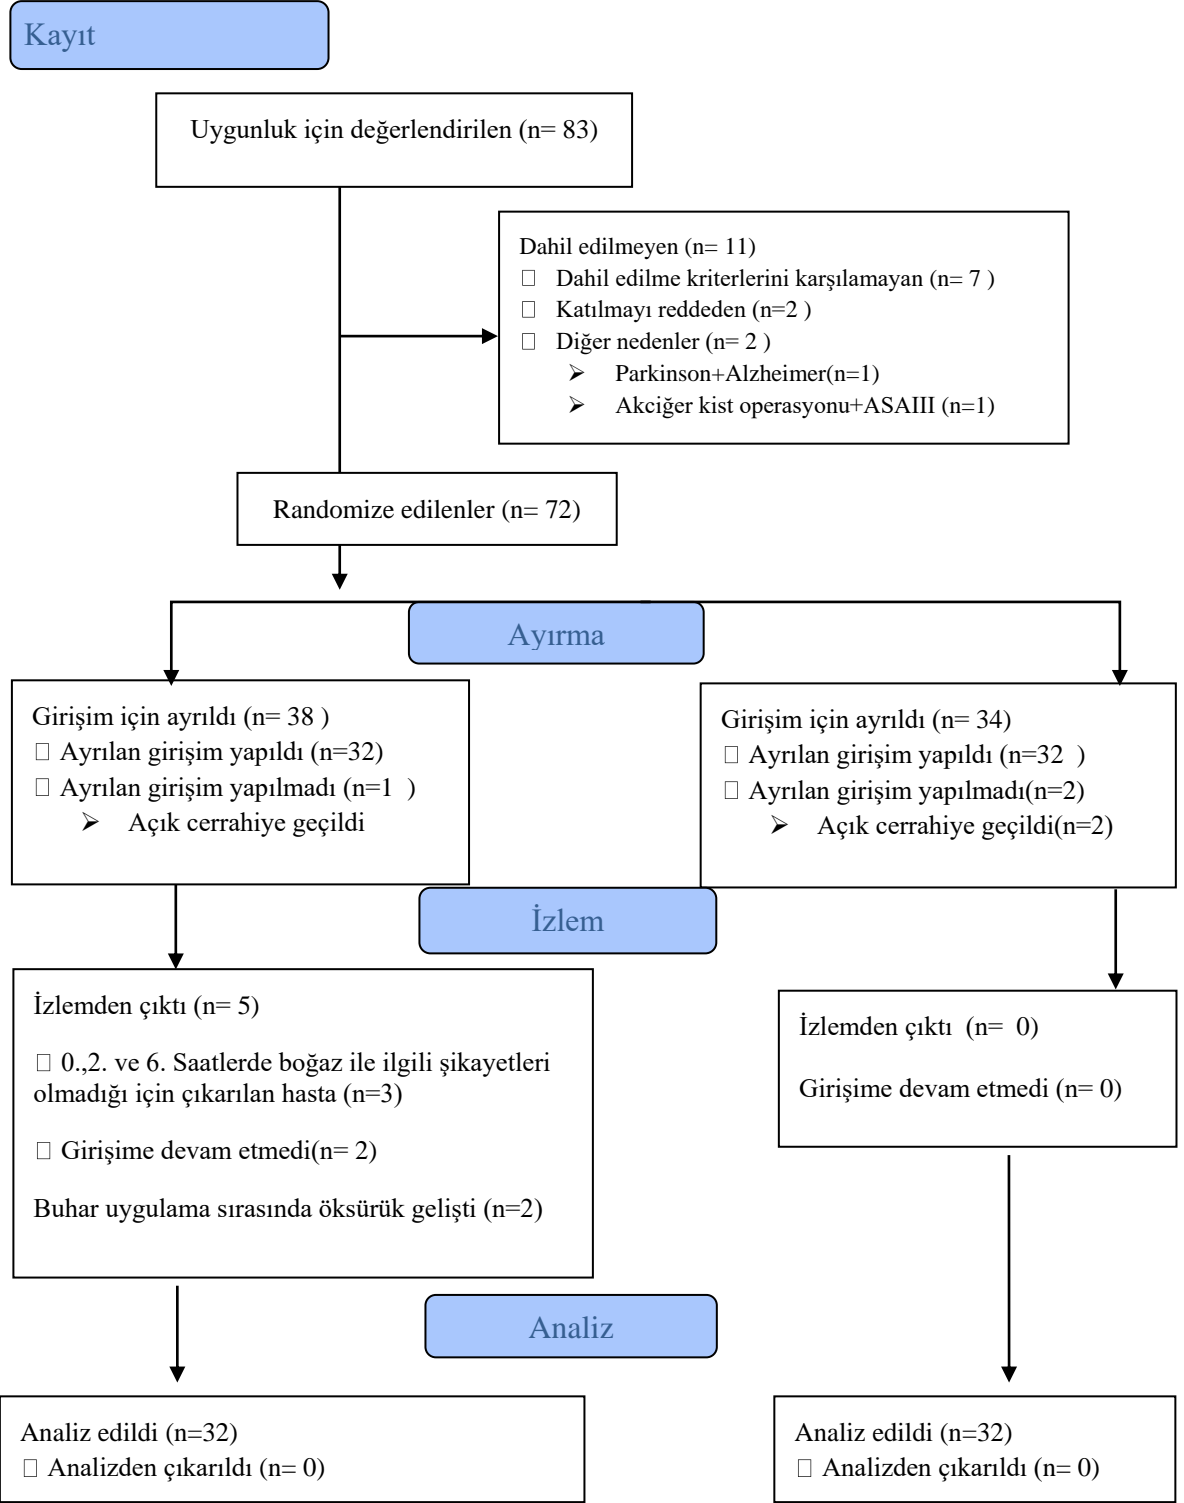 Kayıt
Uygunluk için değerlendirilen (n= 83)
Dahil edilmeyen (n= 11)
□ Dahil edilme kriterlerini karşılamayan (n= 7 )
□ Katılmayı reddeden (n=2 )
□ Diğer nedenler (n= 2 )
➢ Parkinson+Alzheimer(n=1)
➢ Akciğer kist operasyonu+ASAIII (n=1)
Randomize edilenler (n= 72)
Ayırma
Girişim için ayrıldı (n= 38 )
□ Ayrılan girişim yapıldı (n=32)
□ Ayrılan girişim yapılmadı (n=1 )
➢ Açık cerrahiye geçildi
Girişim için ayrıldı (n= 34)
□ Ayrılan girişim yapıldı (n=32 )
□ Ayrılan girişim yapılmadı(n=2)
➢ Açık cerrahiye geçildi(n=2)
İzlem
İzlemden çıktı (n= 5)
□ 0.,2. ve 6. Saatlerde boğaz ile ilgili şikayetleri
olmadığı için çıkarılan hasta (n=3)
□ Girişime devam etmedi(n= 2)
Buhar uygulama sırasında öksürük gelişti (n=2)
İzlemden çıktı (n= 0)
Girişime devam etmedi (n= 0)
Analiz
Analiz edildi (n=32)
□ Analizden çıkarıldı (n= 0)
Analiz edildi (n=32)
□ Analizden çıkarıldı (n= 0)